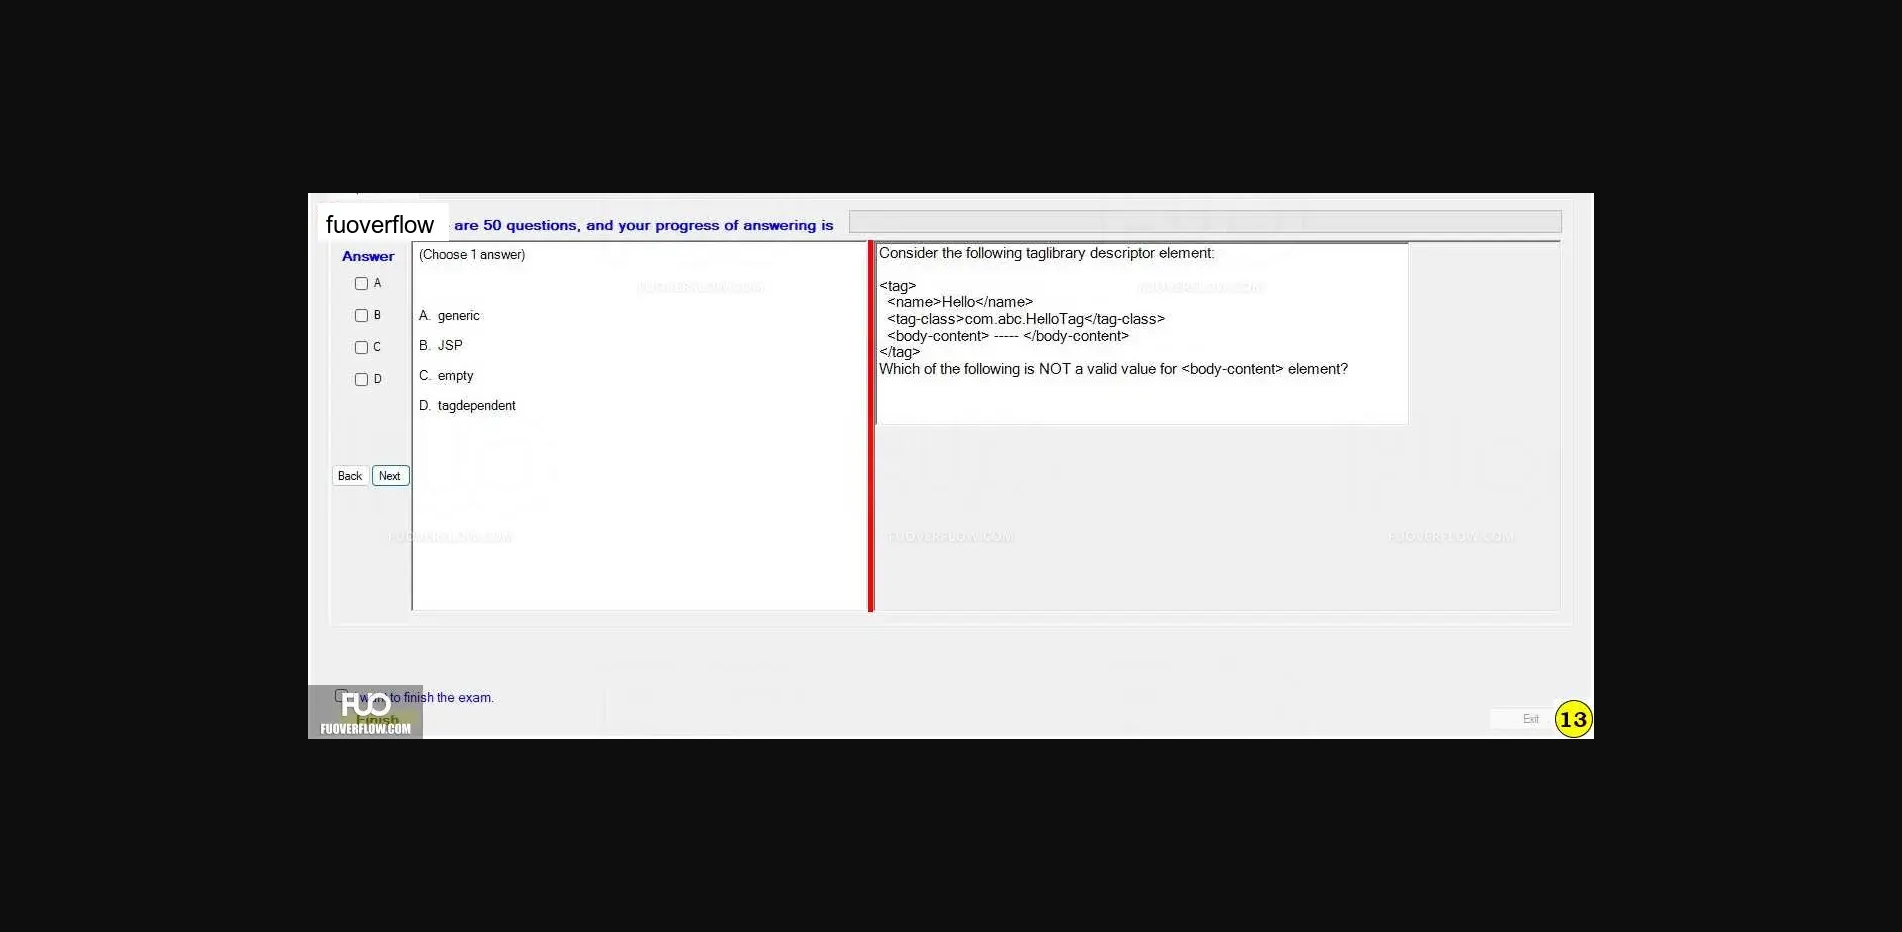 fuoverflow are 50 questions, and your progress of answering is
Answer
A
B
C
D
Back Next
(Choose 1 answer)
A. generic
B. JSP
C. empty
D. tagdependent
Consider the following taglibrary descriptor element:
<tag>
<name>Hello</name>
<tag-class>com.abc.HelloTag</tag-class>
<body-content> ----- </body-content>
</tag>
Which of the following is NOT a valid value for <body-content> element?
FUOVERFLOW.COM
FUOVERFLOW.COM
FUOVERFLOW.COM
FUOVERFLOW.COM
FUOVERFLOW.COM
want to finish the exam.
Finish
FUO
FUOVERFLOW.COM
Exit
13